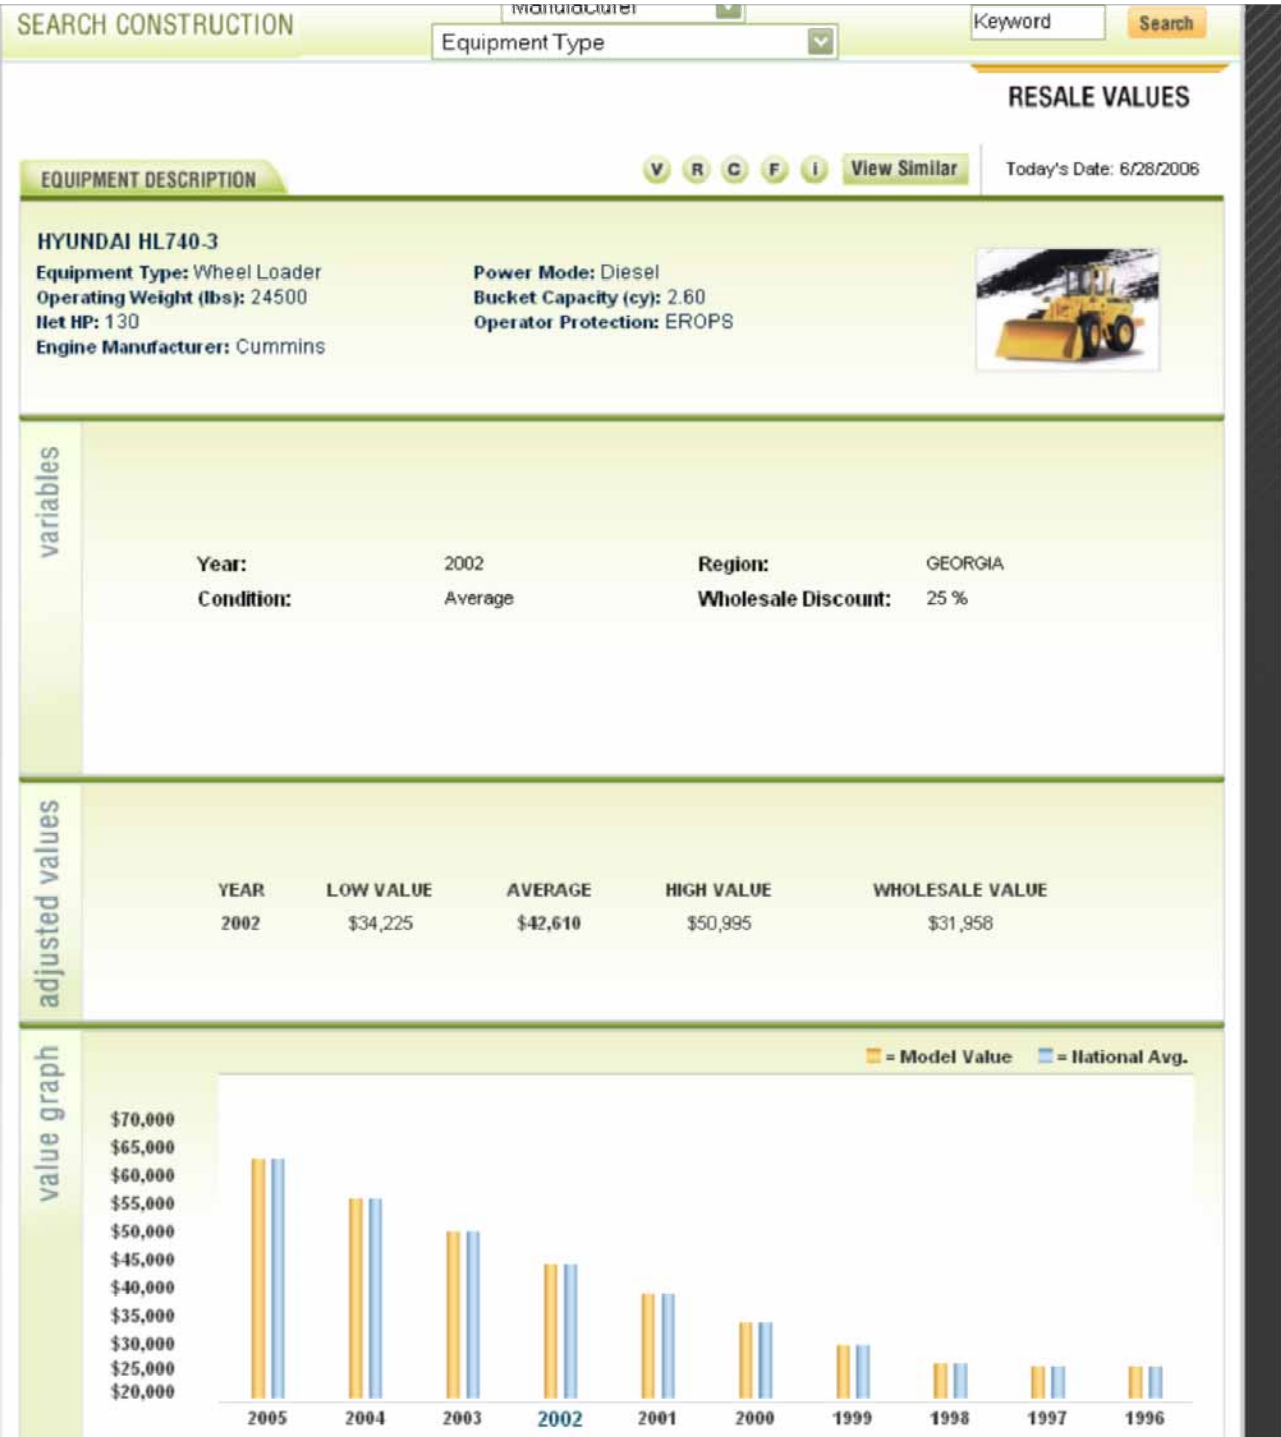 Manufacturer
SEARCH CONSTRUCTION
Equipment Type
Keyword
Search
RESALE VALUES
EQUIPMENT DESCRIPTION
V R C F i View Similar
Today's Date: 6/28/2006
HYUNDAI HL740-3
Equipment Type: Wheel Loader
Operating Weight (lbs): 24500
Net HP: 130
Engine Manufacturer: Cummins
Power Mode: Diesel
Bucket Capacity (cy): 2.60
Operator Protection: EROPS
variables
Year: 2002 Region: GEORGIA
Condition: Average Wholesale Discount: 25 %
adjusted values
YEAR LOW VALUE AVERAGE HIGH VALUE WHOLESALE VALUE
2002 $34,225 $42,610 $50,995 $31,958
value graph
= Model Value = National Avg.
$70,000
$65,000
$60,000
$55,000
$50,000
$45,000
$40,000
$35,000
$30,000
$25,000
$20,000
2005 2004 2003 2002 2001 2000 1999 1998 1997 1996